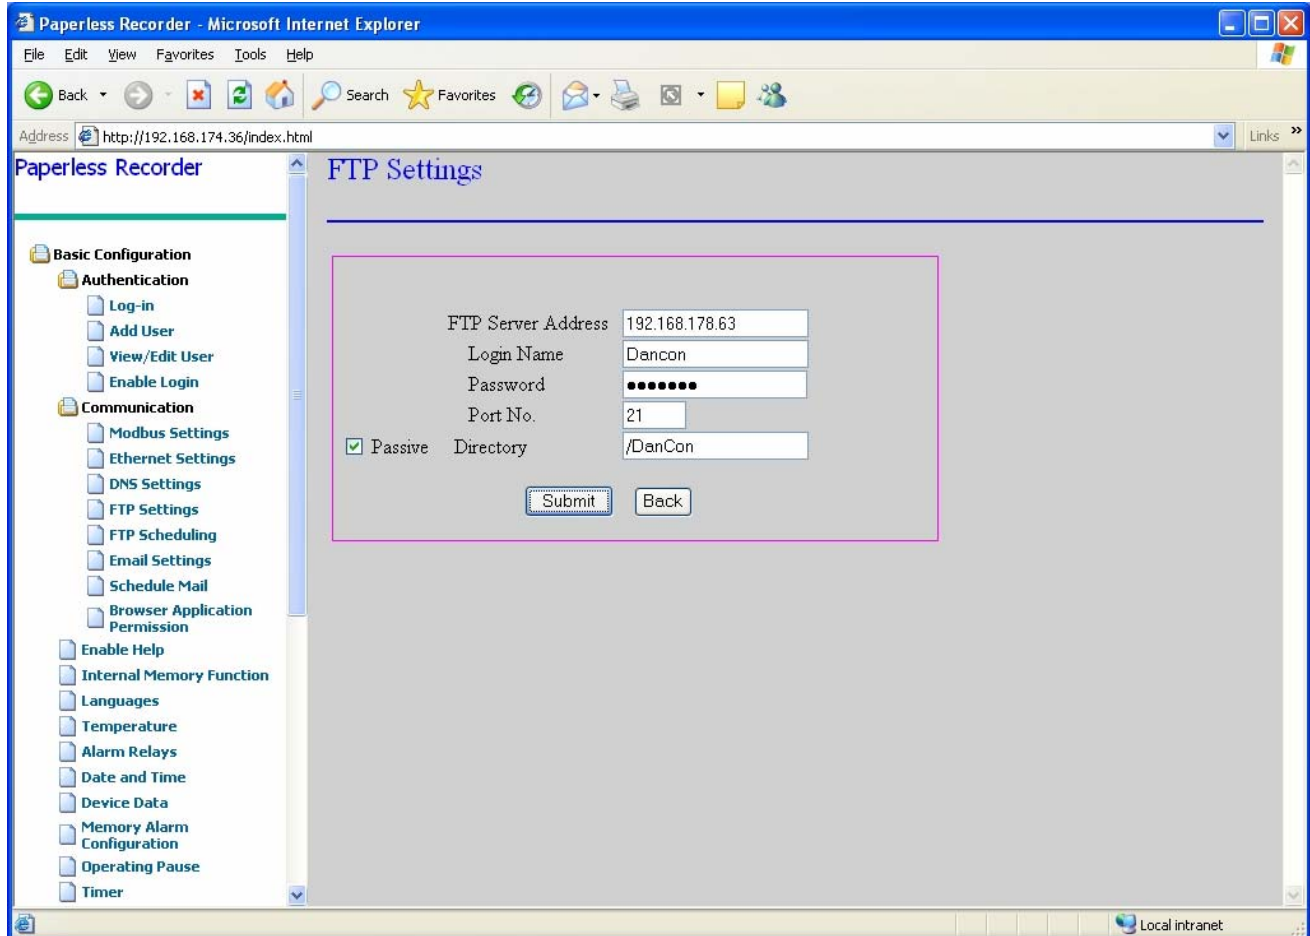 Paperless Recorder - Microsoft Internet Explorer
File Edit View Favorites Tools Help
Back Search Favorites
Address http://192.168.174.36/index.html Links »
Paperless Recorder
Basic Configuration
Authentication
Log-in
Add User
View/Edit User
Enable Login
Communication
Modbus Settings
Ethernet Settings
DNS Settings
FTP Settings
FTP Scheduling
Email Settings
Schedule Mail
Browser Application
Permission
Enable Help
Internal Memory Function
Languages
Temperature
Alarm Relays
Date and Time
Device Data
Memory Alarm
Configuration
Operating Pause
Timer
FTP Settings
FTP Server Address 192.168.178.63
Login Name Dancon
Password ●●●●●●●
Port No. 21
Passive Directory /DanCon
Submit Back
Local intranet